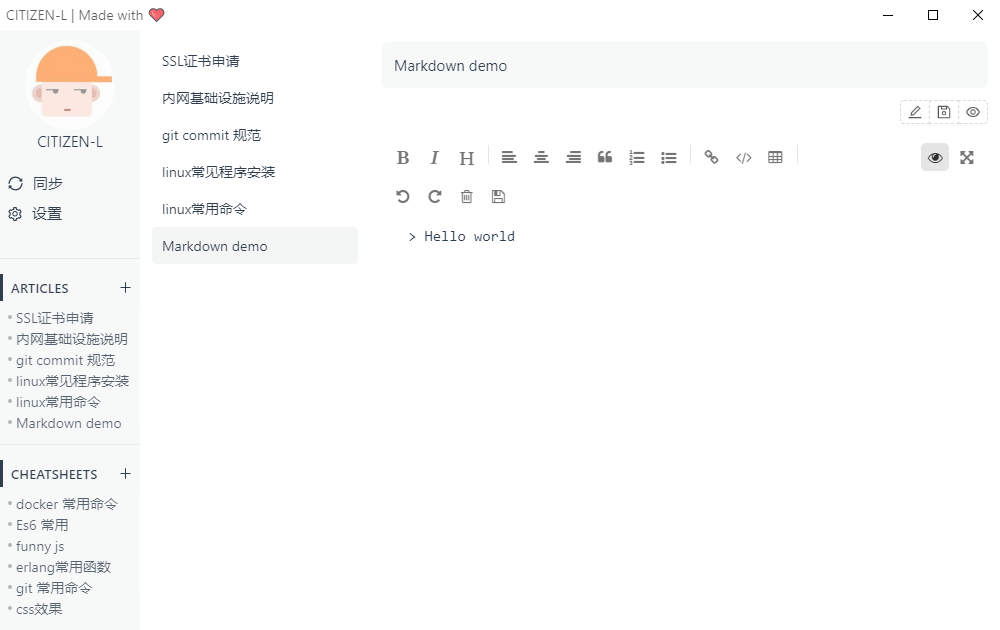 CITIZEN-L | Made with
CITIZEN-L
同步
设置
ARTICLES
SSL证书申请
内网基础设施说明
git commit 规范
linux常见程序安装
linux常用命令
Markdown demo
CHEATSHEETS
docker 常用命令
Es6 常用
funny js
erlang常用函数
git 常用命令
css效果
SSL证书申请
内网基础设施说明
git commit 规范
linux常见程序安装
linux常用命令
Markdown demo
Markdown demo
B I H
> Hello world